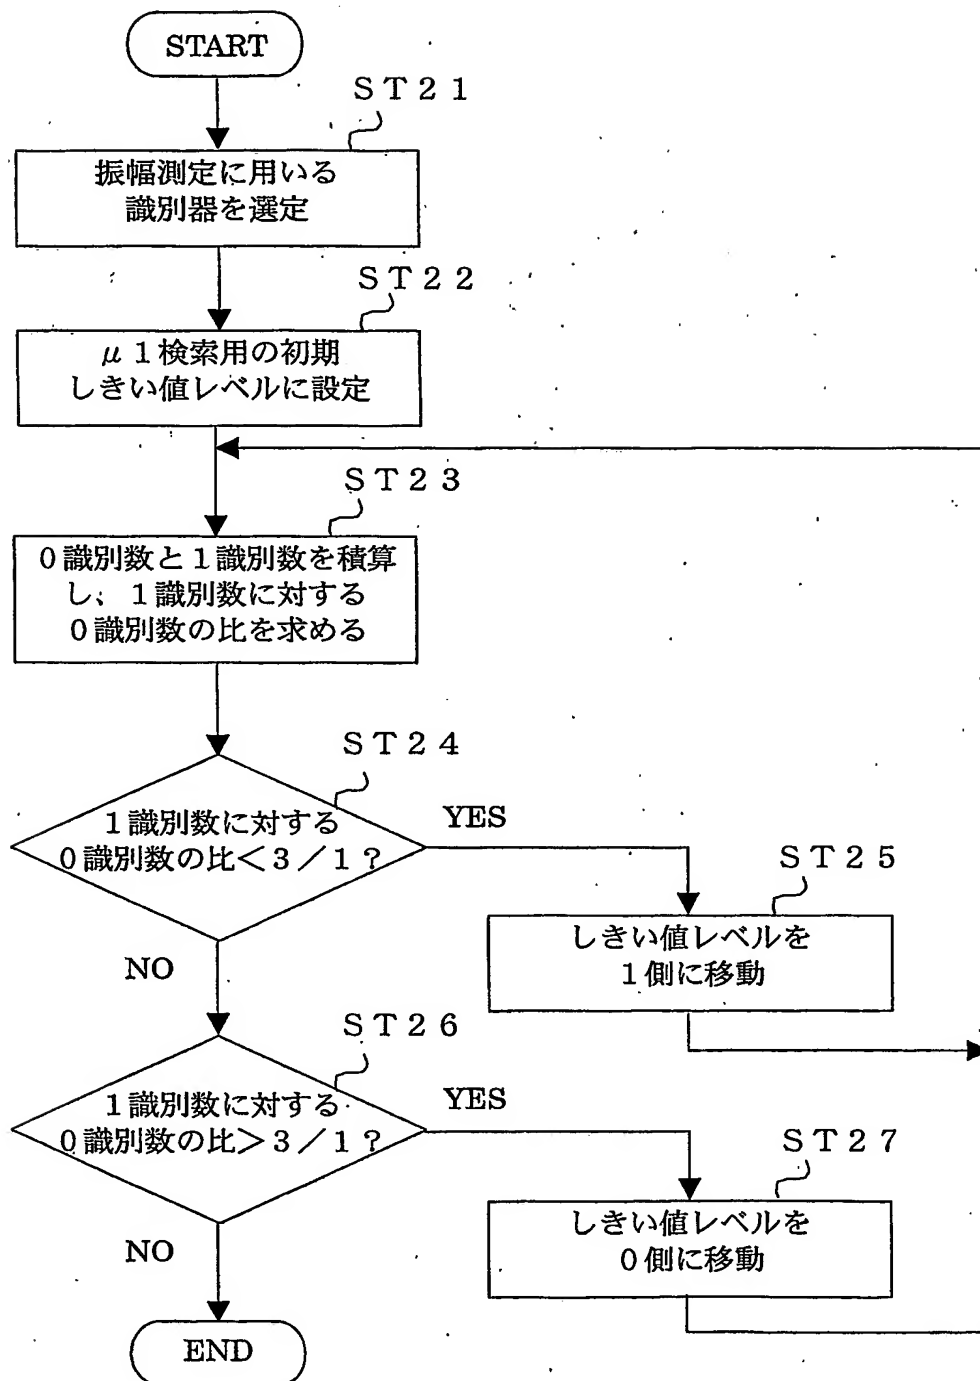 START
ST21
振幅測定に用いる
識別器を選定
ST22
μ1検索用の初期
しきい値レベルに設定
ST23
0識別数と1識別数を積算
し、1識別数に対する
0識別数の比を求める
ST24
1識別数に対する
0識別数の比<3/1?
YES
ST25
しきい値レベルを
1側に移動
NO
ST26
1識別数に対する
0識別数の比>3/1?
YES
ST27
しきい値レベルを
0側に移動
NO
END